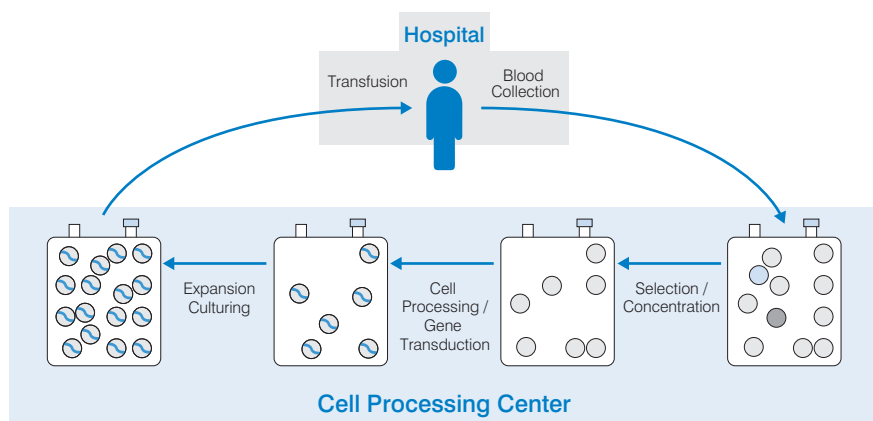 Hospital
Transfusion
Blood
Collection
Expansion
Culturing
Cell
Processing /
Gene
Transduction
Selection /
Concentration
Cell Processing Center